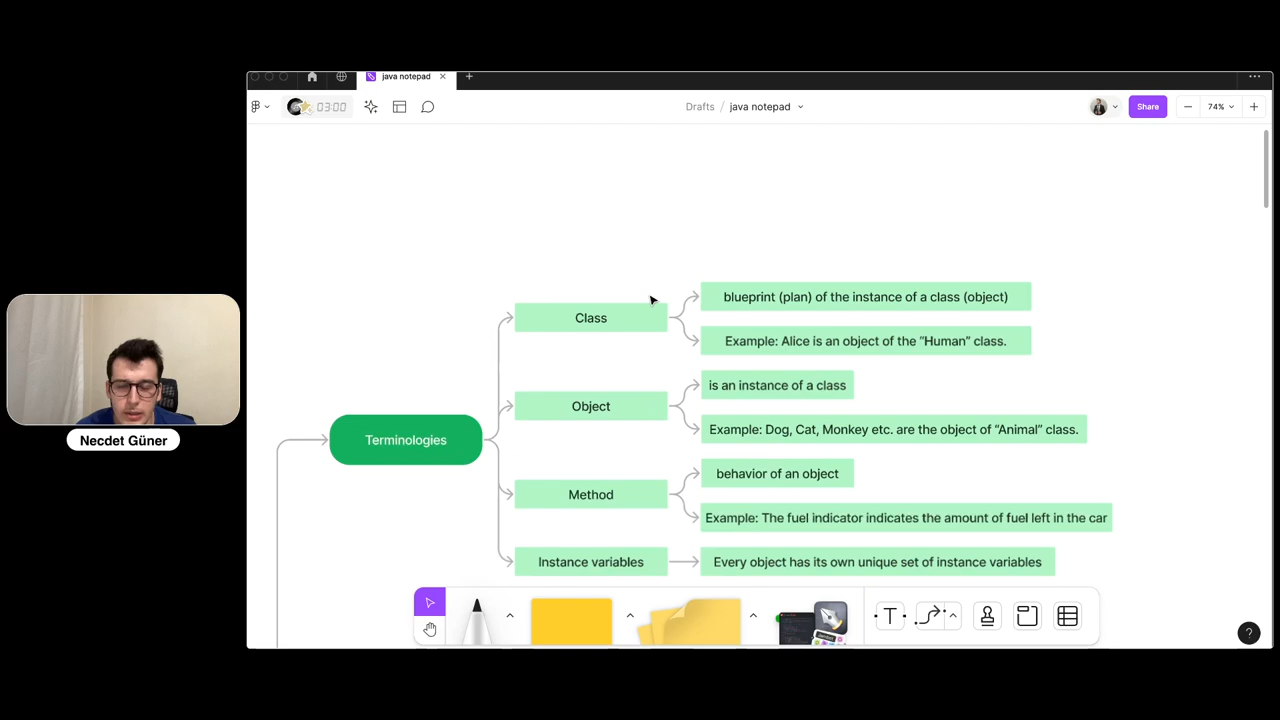 java notepad
03:00
Drafts / java notepad
Share
74%
blueprint (plan) of the instance of a class (object)
Class
Example: Alice is an object of the "Human" class.
is an instance of a class
Object
Example: Dog, Cat, Monkey etc. are the object of “Animal” class.
Terminologies
behavior of an object
Method
Example: The fuel indicator indicates the amount of fuel left in the car
Instance variables
Every object has its own unique set of instance variables
Necdet Güner
T
?